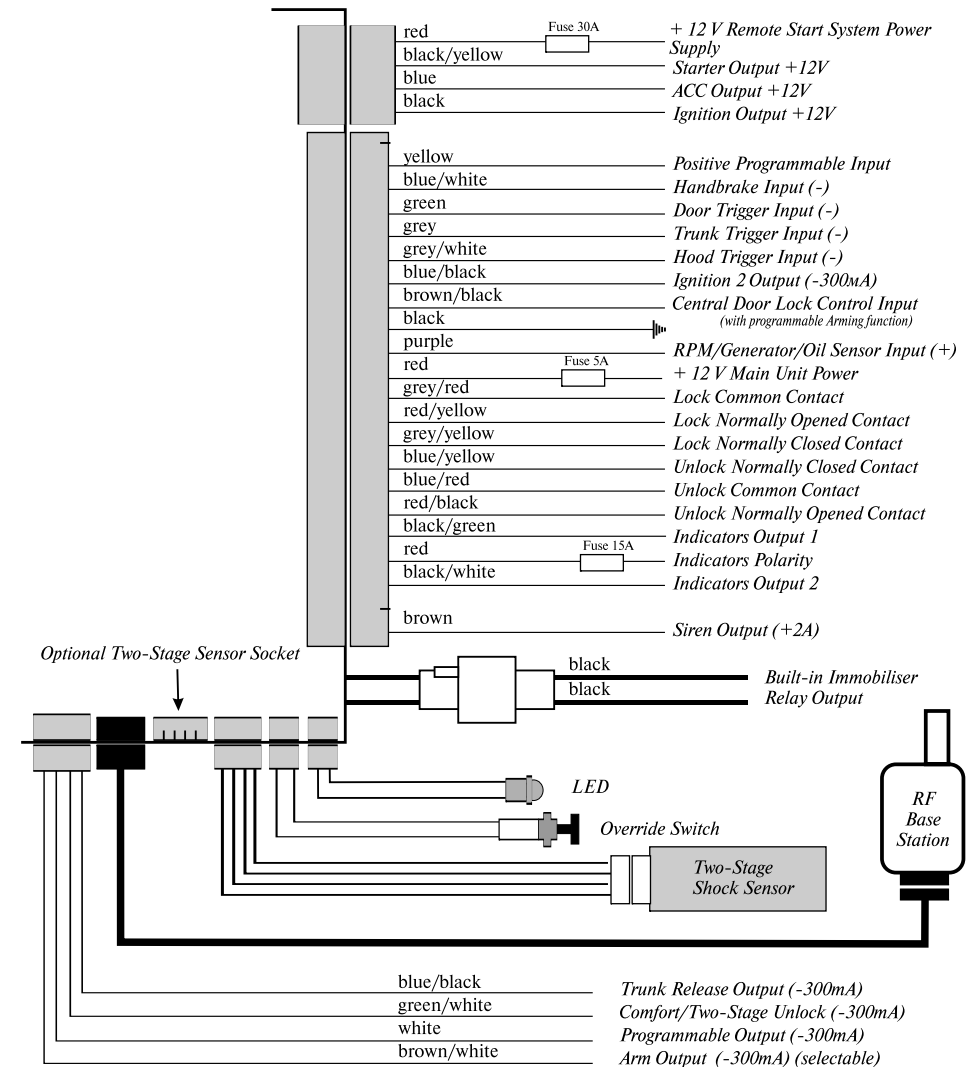 red Fuse 30A + 12 V Remote Start System Power
Supply
black/yellow Starter Output +12V
blue ACC Output +12V
black Ignition Output +12V
yellow Positive Programmable Input
blue/white Handbrake Input (-)
green Door Trigger Input (-)
grey Trunk Trigger Input (-)
grey/white Hood Trigger Input (-)
blue/black Ignition 2 Output (-300мA)
brown/black Central Door Lock Control Input
(with programmable Arming function)
black
purple RPM/Generator/Oil Sensor Input (+)
red Fuse 5A + 12 V Main Unit Power
grey/red Lock Common Contact
red/yellow Lock Normally Opened Contact
grey/yellow Lock Normally Closed Contact
blue/yellow Unlock Normally Closed Contact
blue/red Unlock Common Contact
red/black Unlock Normally Opened Contact
black/green Indicators Output 1
red Fuse 15A Indicators Polarity
black/white Indicators Output 2
brown Siren Output (+2A)
Optional Two-Stage Sensor Socket
black Built-in Immobiliser
black Relay Output
LED
Override Switch
RF
Base
Station
Two-Stage
Shock Sensor
blue/black Trunk Release Output (-300mA)
green/white Comfort/Two-Stage Unlock (-300mA)
white Programmable Output (-300mA)
brown/white Arm Output (-300mA) (selectable)